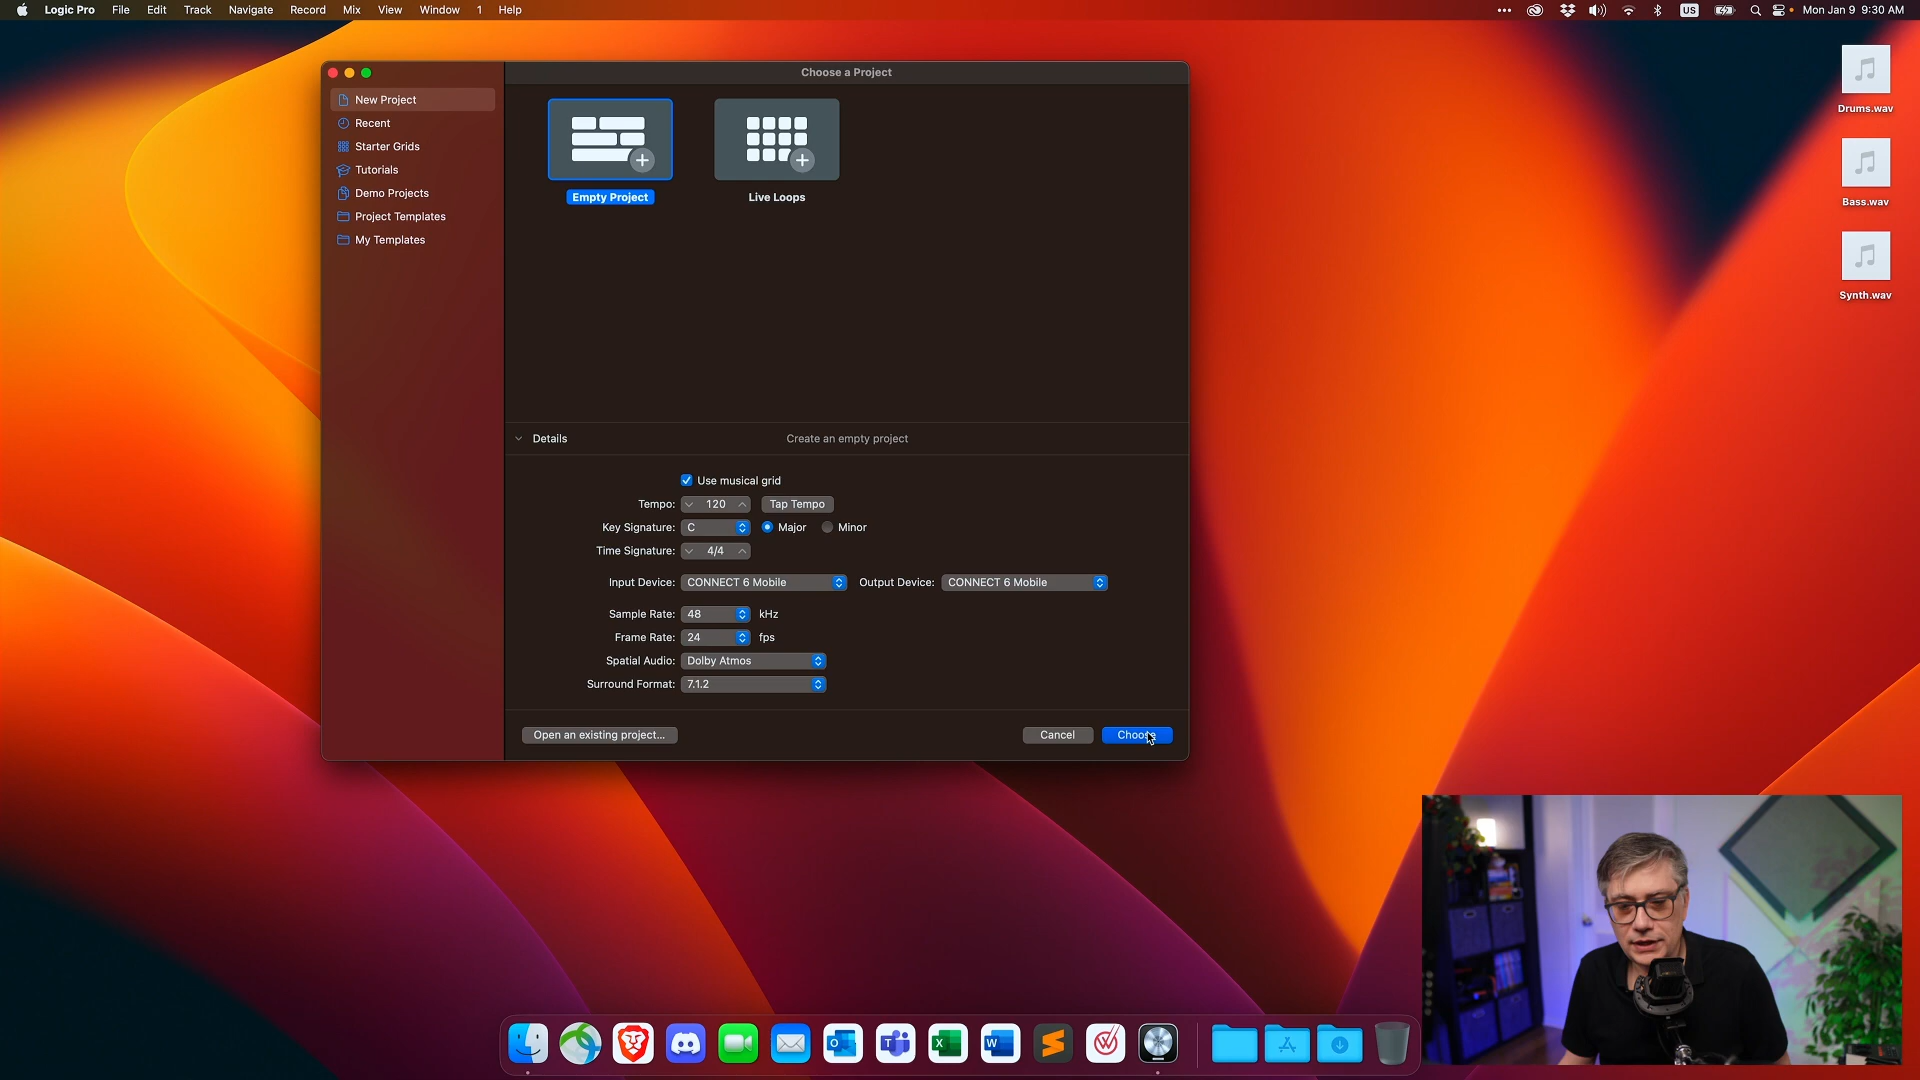 Logic Pro File Edit Track Navigate Record Mix View Window 1 Help
US Mon Jan 9 9:30 AM
Choose a Project
New Project
Recent
Starter Grids
Tutorials
Demo Projects
Project Templates
My Templates
Empty Project
Live Loops
Details
Create an empty project
Use musical grid
Tempo: 120 Tap Tempo
Key Signature: C Major Minor
Time Signature: 4/4
Input Device: CONNECT 6 Mobile Output Device: CONNECT 6 Mobile
Sample Rate: 48 kHz
Frame Rate: 24 fps
Spatial Audio: Dolby Atmos
Surround Format: 7.1.2
Open an existing project...
Cancel
Choose
Drums.wav
Bass.wav
Synth.wav